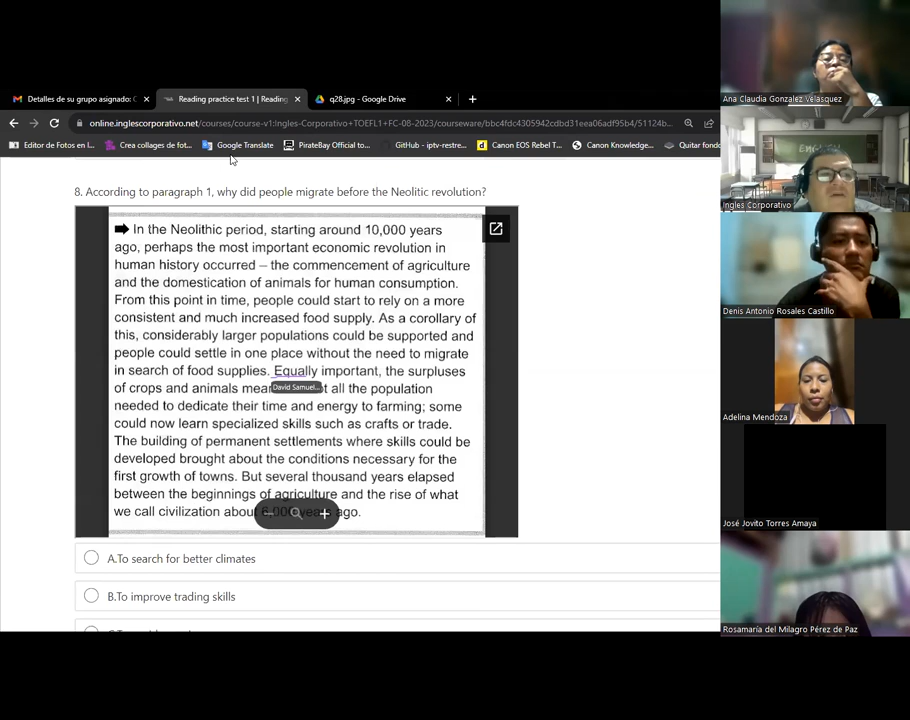 Detalles de su grupo asignado: C
Reading practice test 1 | Reading
q28.jpg - Google Drive
online.inglescorporativo.net/courses/course-v1:Ingles-Corporativo+TOEFL1+FC-08-2023/courseware/bbc4fdc4305942cdbd31eea06adf95b4/51124b...
Editor de Fotos en l...
Crea collages de fot...
Google Translate
PirateBay Official to...
GitHub - iptv-restre...
Canon EOS Rebel T...
Canon Knowledge...
Quitar fondo
8. According to paragraph 1, why did people migrate before the Neolitic revolution?
➡ In the Neolithic period, starting around 10,000 years
ago, perhaps the most important economic revolution in
human history occurred – the commencement of agriculture
and the domestication of animals for human consumption.
From this point in time, people could start to rely on a more
consistent and much increased food supply. As a corollary of
this, considerably larger populations could be supported and
people could settle in one place without the need to migrate
in search of food supplies. Equally important, the surpluses
of crops and animals mean t all the population
David Samuel...
needed to dedicate their time and energy to farming; some
could now learn specialized skills such as crafts or trade.
The building of permanent settlements where skills could be
developed brought about the conditions necessary for the
first growth of towns. But several thousand years elapsed
between the beginnings of agriculture and the rise of what
we call civilization about 6,000 years ago.
A.To search for better climates
B.To improve trading skills
Ana Claudia Gonzalez Velasquez
Ingles Corporativo
ENGLISH
Denis Antonio Rosales Castillo
Adelina Mendoza
José Jovito Torres Amaya
Rosamaría del Milagro Pérez de Paz